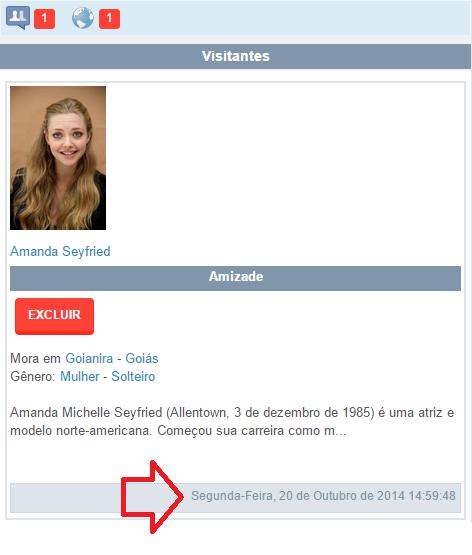 1 1
Visitantes
Amanda Seyfried
Amizade
EXCLUIR
Mora em Goianira - Goiás
Gênero: Mulher - Solteiro
Amanda Michelle Seyfried (Allentown, 3 de dezembro de 1985) é uma atriz e
modelo norte-americana. Começou sua carreira como m...
Segunda-Feira, 20 de Outubro de 2014 14:59:48